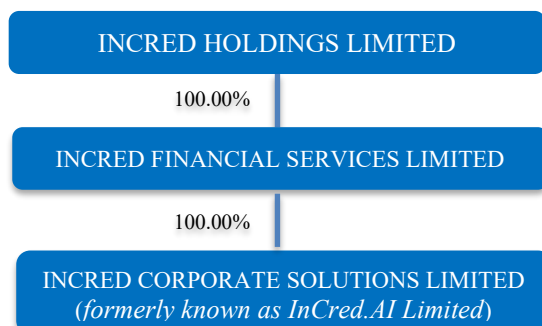 INCRED HOLDINGS LIMITED
100.00%
INCRED FINANCIAL SERVICES LIMITED
100.00%
INCRED CORPORATE SOLUTIONS LIMITED
(formerly known as InCred.AI Limited)